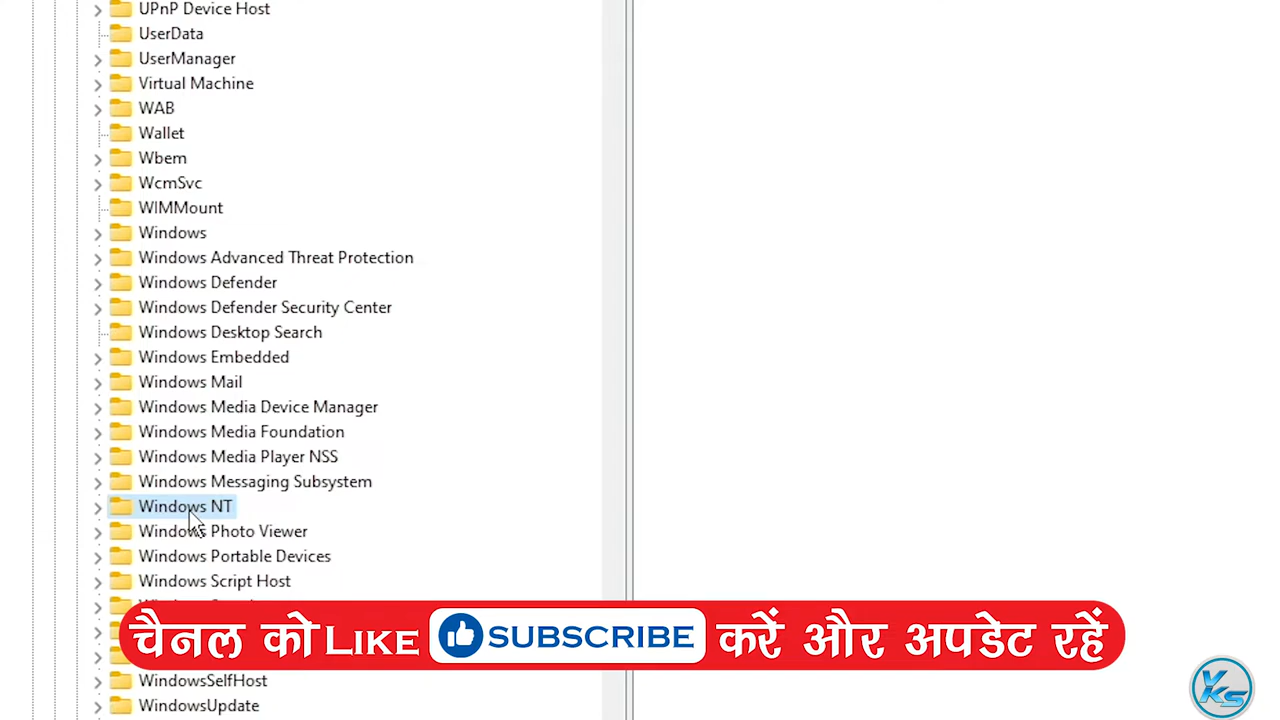 UPnP Device Host
UserData
UserManager
Virtual Machine
WAB
Wallet
Wbem
WcmSvc
WIMMount
Windows
Windows Advanced Threat Protection
Windows Defender
Windows Defender Security Center
Windows Desktop Search
Windows Embedded
Windows Mail
Windows Media Device Manager
Windows Media Foundation
Windows Media Player NSS
Windows Messaging Subsystem
Windows NT
Windows Photo Viewer
Windows Portable Devices
Windows Script Host
चैनल को LIKE SUBSCRIBE करें और अपडेट रहें
WindowsSelfHost
WindowsUpdate
VKS